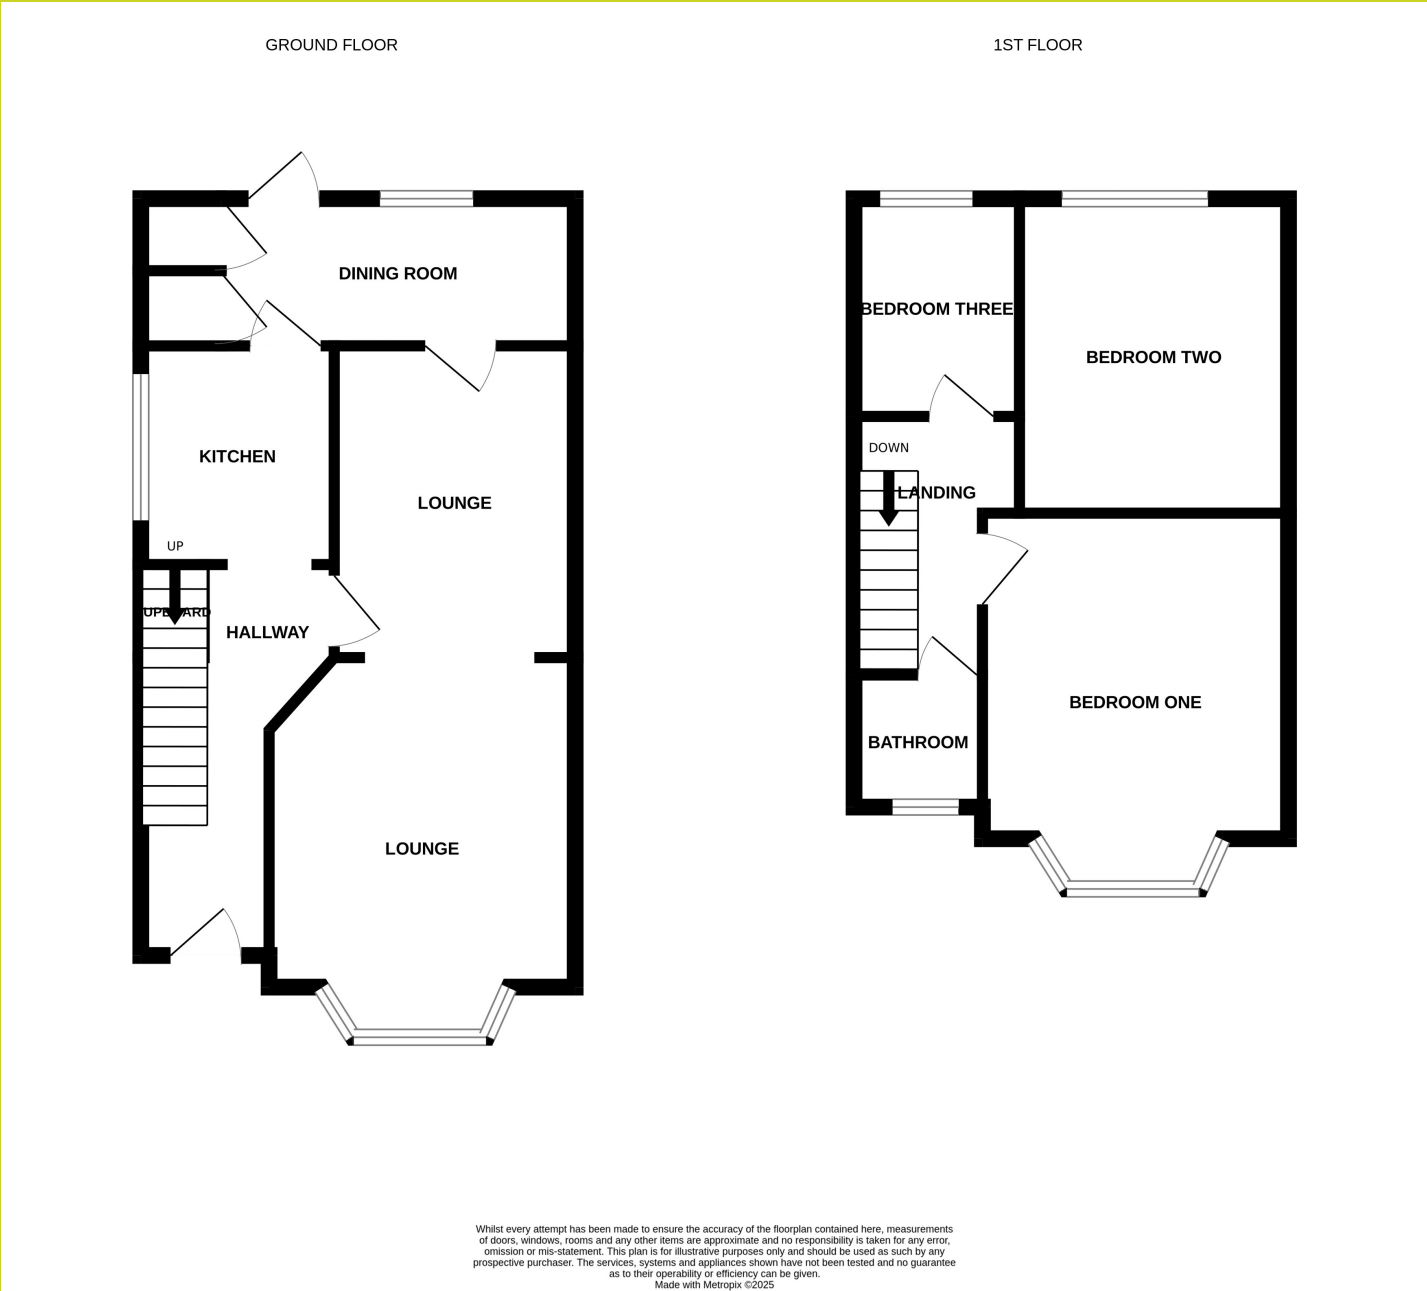 GROUND FLOOR
1ST FLOOR
DINING ROOM
BEDROOM THREE
BEDROOM TWO
DOWN
KITCHEN
LANDING
LOUNGE
UP
HALLWAY
BEDROOM ONE
BATHROOM
LOUNGE
Whilst every attempt has been made to ensure the accuracy of the floorplan contained here, measurements
of doors, windows, rooms and any other items are approximate and no responsibility is taken for any error,
omission or mis-statement. This plan is for illustrative purposes only and should be used as such by any
prospective purchaser. The services, systems and appliances shown have not been tested and no guarantee
as to their operability or efficiency can be given.
Made with Metropix ©2025